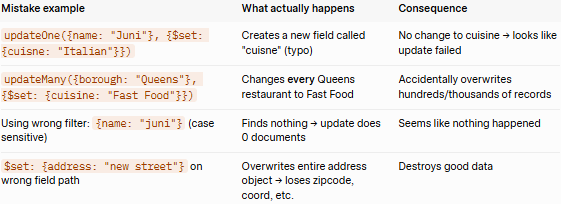 Mistake example What actually happens Consequence
updateOne({name: "Juni"}, {$set: Creates a new field called No change to cuisine → looks like
{cuisne: "Italian"}}) "cuisne" (typo) update failed
updateMany({borough: "Queens"}, Changes every Queens Accidentally overwrites
{$set: {cuisine: "Fast Food"}}) restaurant to Fast Food hundreds/thousands of records
Using wrong filter: {name: "juni"} (case Finds nothing → update does Seems like nothing happened
sensitive) 0 documents
$set: {address: "new street"} on Overwrites entire address Destroys good data
wrong field path object → loses zipcode,
coord, etc.